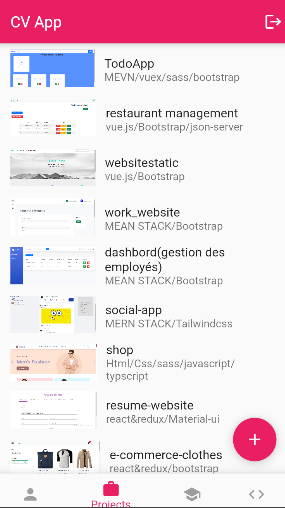 CV App
TodoApp
MEVN/vuex/sass/bootstrap
restaurant management
vue.js/Bootstrap/json-server
websitestatic
vue.js/Bootstrap
work_website
MEAN STACK/Bootstrap
dashbord(gestion des
employés)
MEAN STACK/Bootstrap
social-app
MERN STACK/Tailwindcss
shop
Html/Css/sass/javascript/
typscript
resume-website
react&redux/Material-ui
e-commerce-clothes
react&redux/bootstrap
Projects